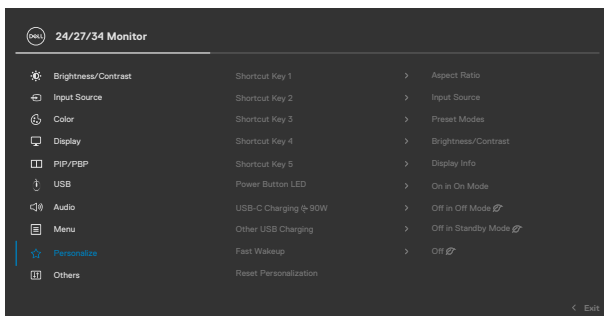 DELL 24/27/34 Monitor
Brightness/Contrast Shortcut Key 1 > Aspect Ratio
Input Source Shortcut Key 2 > Input Source
Color Shortcut Key 3 > Preset Modes
Display Shortcut Key 4 > Brightness/Contrast
PIP/PBP Shortcut Key 5 > Display Info
USB Power Button LED > On in On Mode
Audio USB-C Charging 90W > Off in Off Mode
Menu Other USB Charging > Off in Standby Mode
Personalize Fast Wakeup > Off
Others Reset Personalization
< Exit